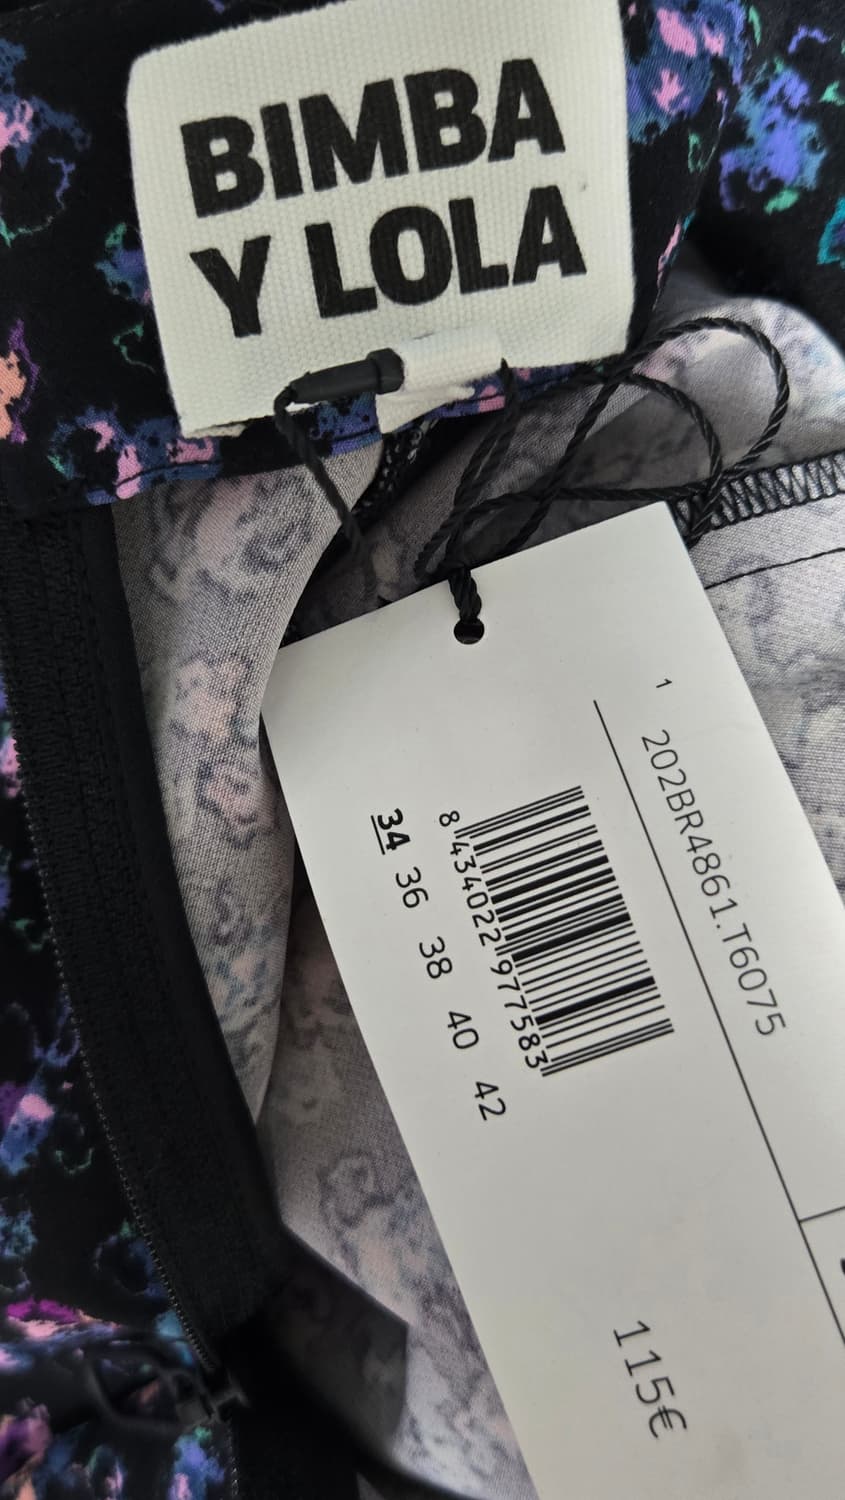 BIMBA
Y LOLA
1 202BR4861.T6075
8 434022 977583
34 36 38 40 42
115€